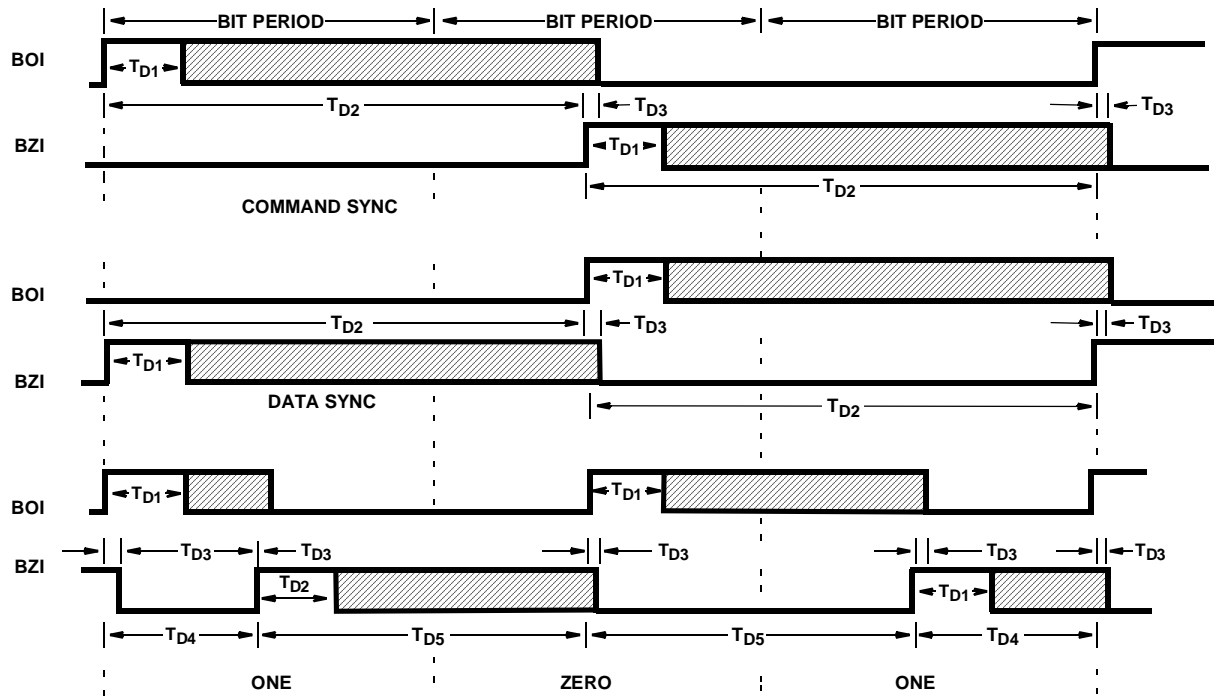 BIT PERIOD BIT PERIOD BIT PERIOD
BOI
TD1
TD2 TD3 TD3
BZI
TD1
TD2
COMMAND SYNC
BOI
TD1
TD2 TD3 TD3
BZI
TD1
DATA SYNC
TD2
BOI
TD1 TD1
TD3 TD3 TD3 TD3 TD3
BZI
TD2 TD1
TD4 TD5 TD5 TD4
ONE ZERO ONE